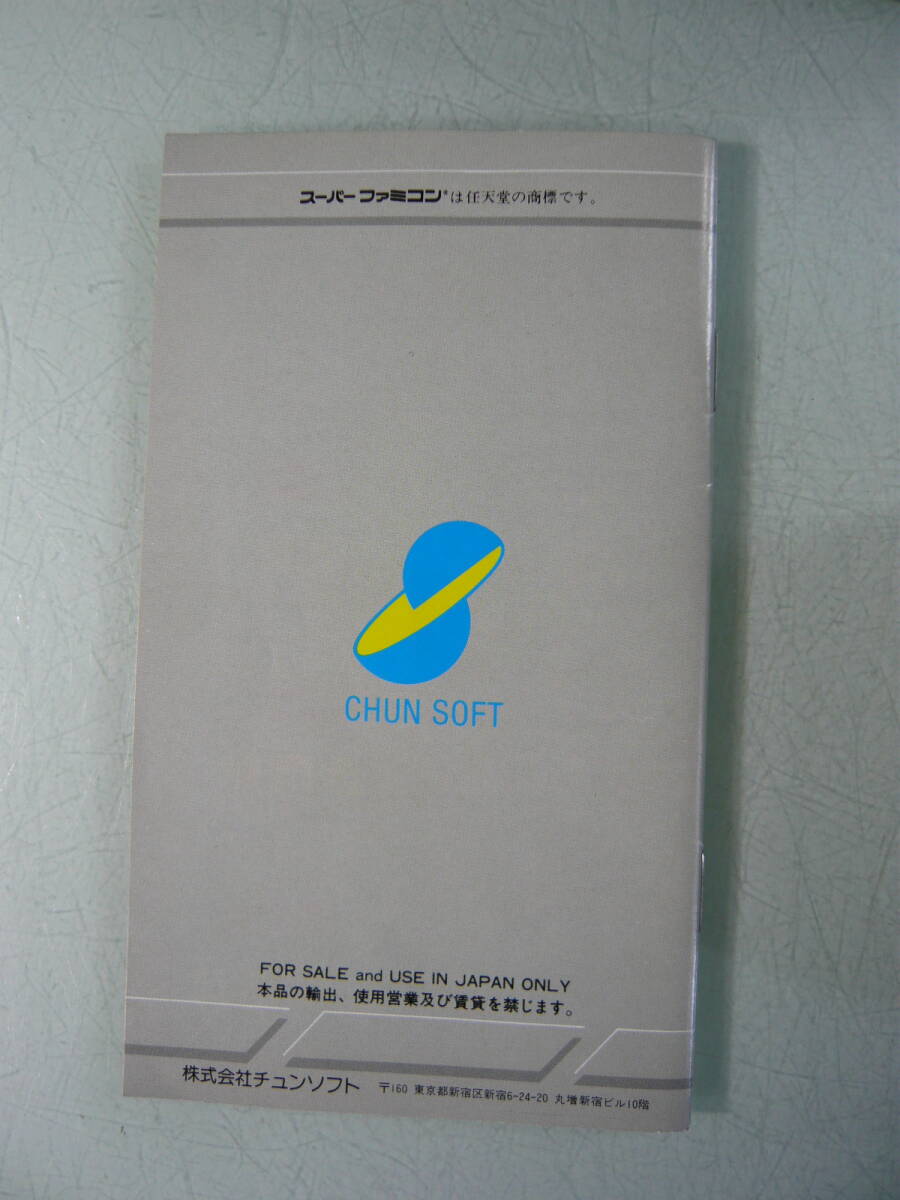 スーパーファミコン®は任天堂の商標です。
CHUN SOFT
FOR SALE and USE IN JAPAN ONLY
本品の輸出、使用営業及び賃貸を禁じます。
株式会社チュンソフト 〒160 東京都新宿区新宿6-24-20 丸増新宿ビル10階